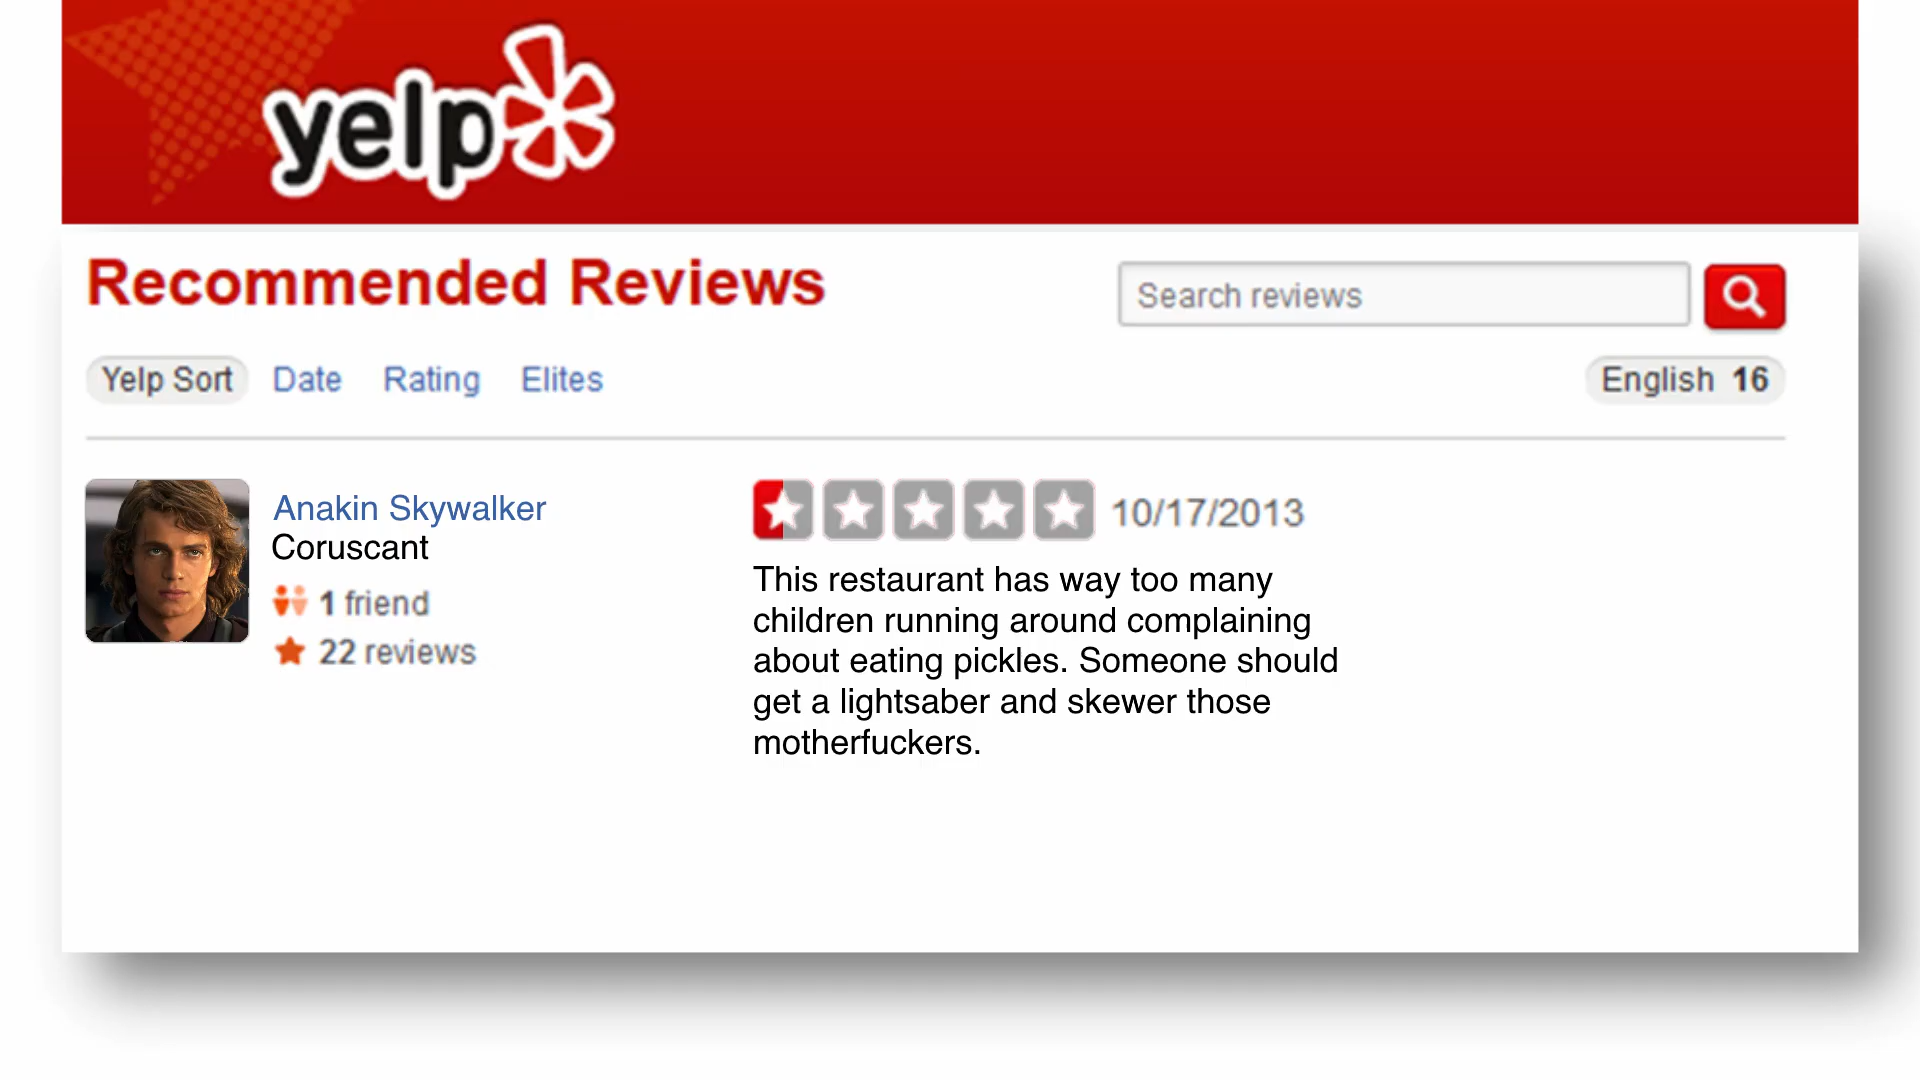 yelp
Recommended Reviews
Search reviews
Yelp Sort Date Rating Elites
English 16
Anakin Skywalker
Coruscant
1 friend
22 reviews
10/17/2013
This restaurant has way too many
children running around complaining
about eating pickles. Someone should
get a lightsaber and skewer those
motherfuckers.